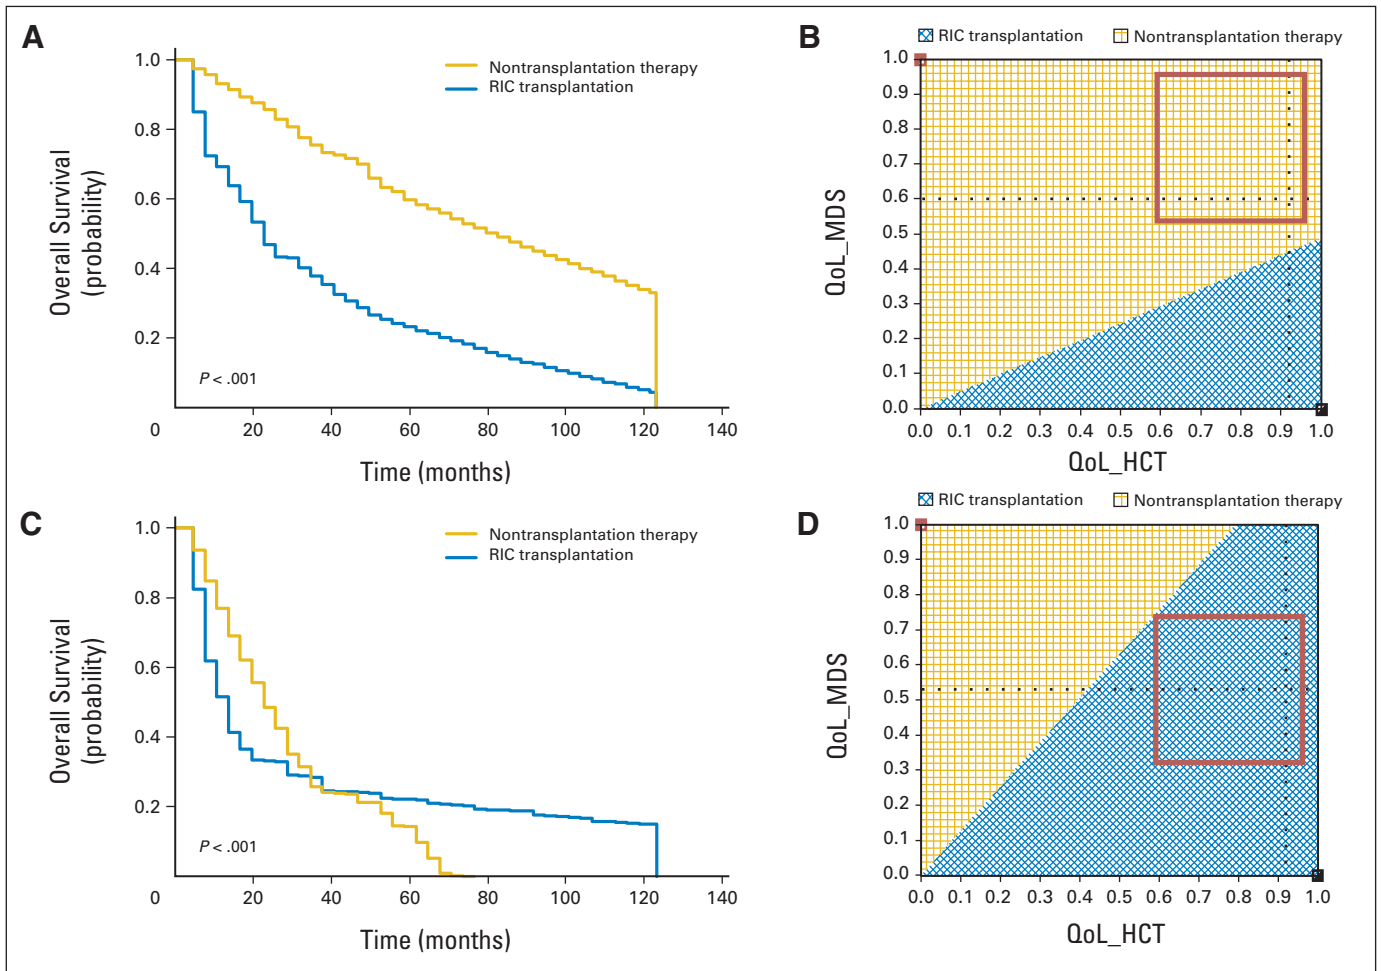 A
Nontransplantation therapy
RIC transplantation
Overall Survival
(probability)
1.0
0.8
0.6
0.4
0.2
P < .001
0 20 40 60 80 100 120 140
Time (months)
B
RIC transplantation Nontransplantation therapy
QoL_MDS
1.0
0.9
0.8
0.7
0.6
0.5
0.4
0.3
0.2
0.1
0.0
0.0 0.1 0.2 0.3 0.4 0.5 0.6 0.7 0.8 0.9 1.0
QoL_HCT
C
Nontransplantation therapy
RIC transplantation
Overall Survival
(probability)
1.0
0.8
0.6
0.4
0.2
P < .001
0 20 40 60 80 100 120 140
Time (months)
D
RIC transplantation Nontransplantation therapy
QoL_MDS
1.0
0.9
0.8
0.7
0.6
0.5
0.4
0.3
0.2
0.1
0.0
0.0 0.1 0.2 0.3 0.4 0.5 0.6 0.7 0.8 0.9 1.0
QoL_HCT